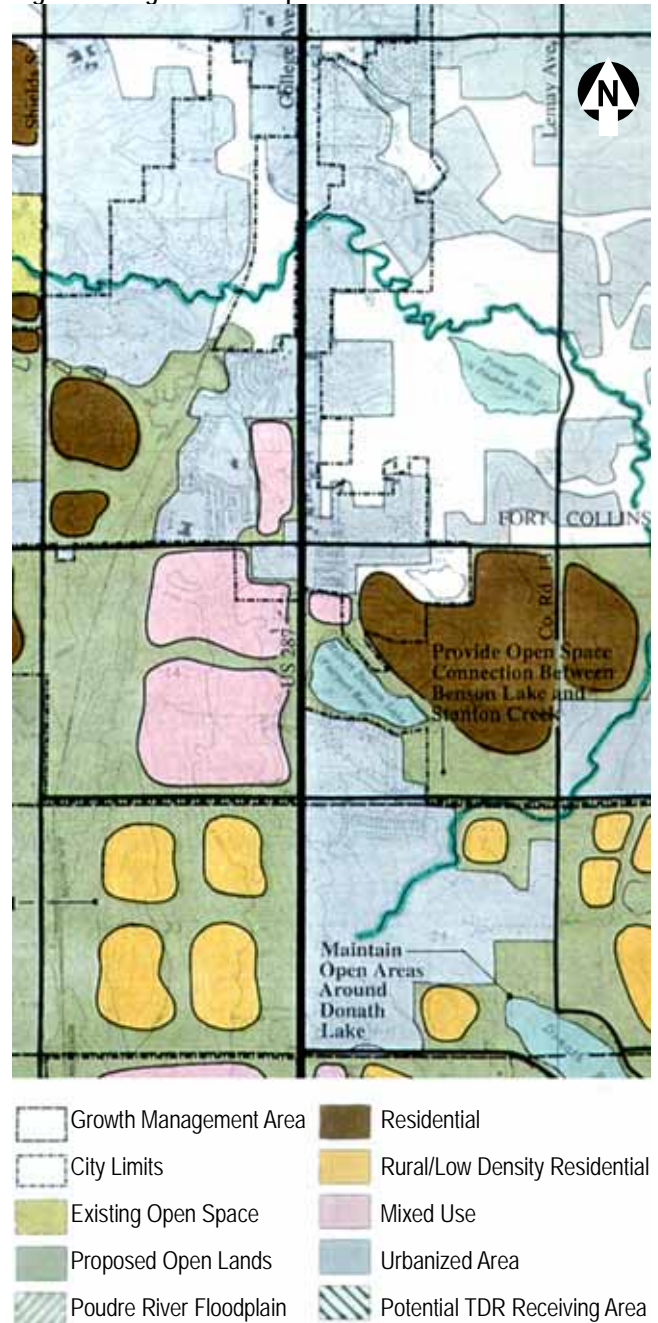 Shields St.
College Ave.
Lemay Ave.
N
FORT COLLINS
US 287
Co. Rd.
Provide Open Space
Connection Between
Benson Lake and
Stanton Creek
Maintain
Open Areas
Around
Donath
Lake
Donath
Growth Management Area
Residential
City Limits
Rural/Low Density Residential
Existing Open Space
Mixed Use
Proposed Open Lands
Urbanized Area
Poudre River Floodplain
Potential TDR Receiving Area